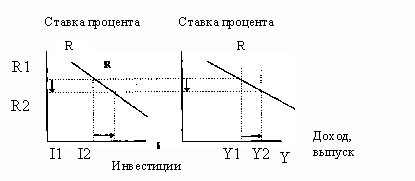 Ставка процента Ставка процента
R R
R1 R
R2
I1 I2 Y1 Y2 Y
Инвестиции
Доход,
выпуск